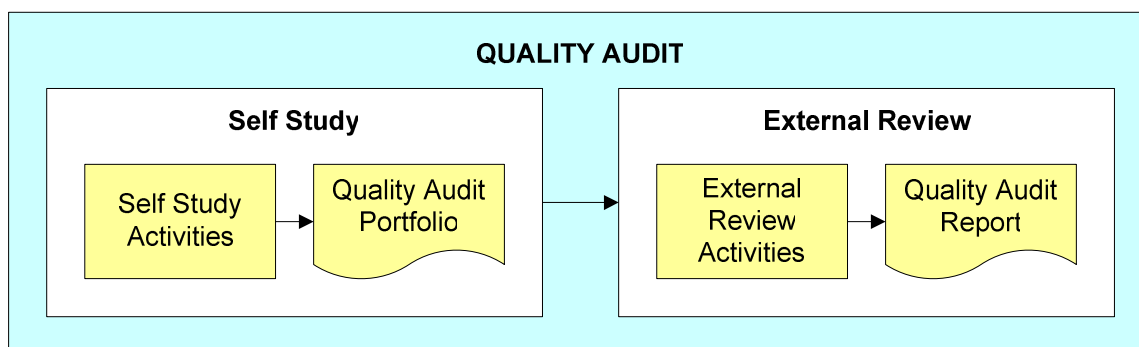 QUALITY AUDIT
Self Study
Self Study
Activities
Quality Audit
Portfolio
External Review
External
Review
Activities
Quality Audit
Report